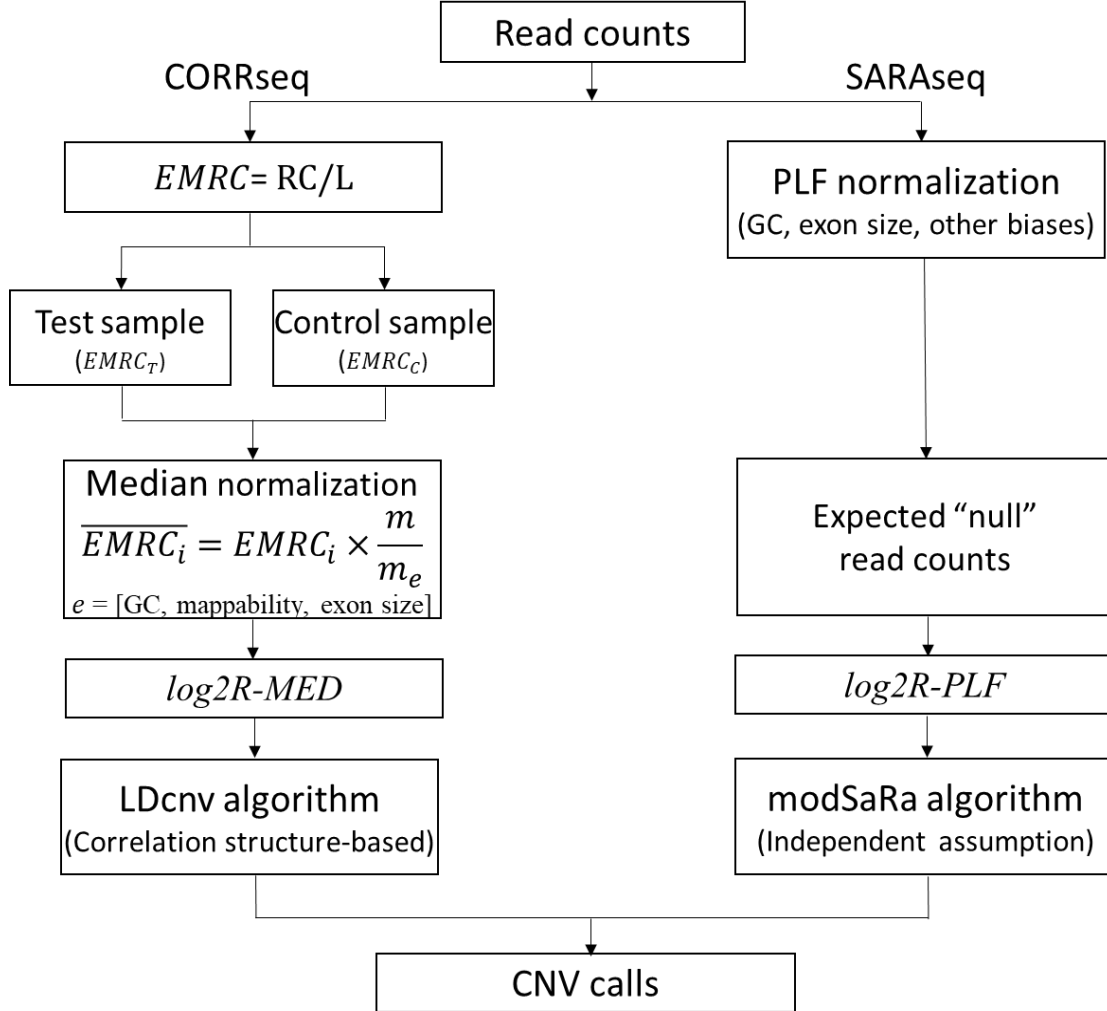 Read counts
CORRseq
SARAseq
EMRC= RC/L
PLF normalization
(GC, exon size, other biases)
Test sample
(EMRC_T)
Control sample
(EMRC_C)
Median normalization
\overline{EMRC_i} = EMRC_i × \frac{m}{m_e}
e = [GC, mappability, exon size]
Expected “null”
read counts
log2R-MED
log2R-PLF
LDcnv algorithm
(Correlation structure-based)
modSaRa algorithm
(Independent assumption)
CNV calls